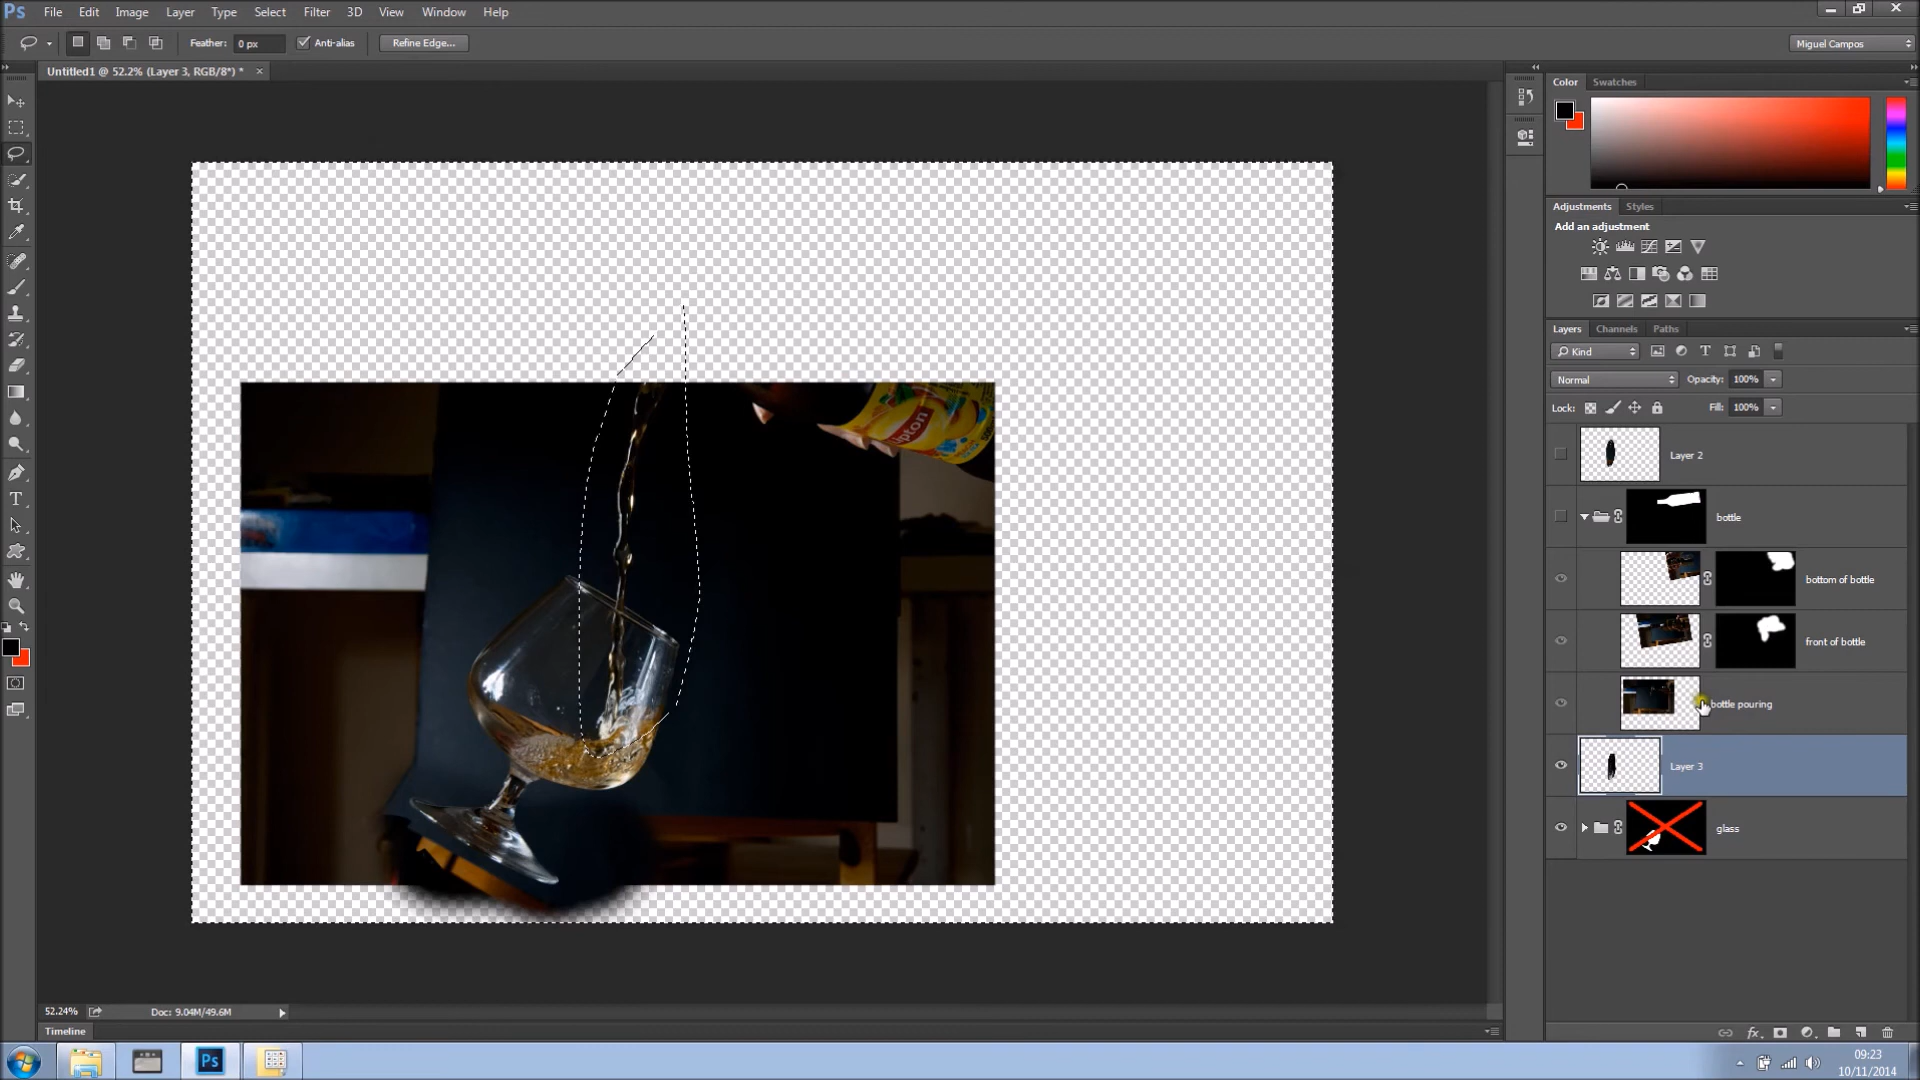 Ps File Edit Image Layer Type Select Filter 3D View Window Help
Feather: 0 px Anti-alias Refine Edge... Miguel Campos
Untitled1 @ 52.2% (Layer 3, RGB/8*) * ×
Color Swatches
Adjustments Styles
Add an adjustment
Layers Channels Paths
Kind
Normal Opacity: 100%
Lock: Fill: 100%
Layer 2
bottle
bottom of bottle
front of bottle
bottle pouring
Layer 3
glass
Lipton
52.24% Doc: 9.04M/49.6M
Timeline
Ps
09:23
10/11/2014